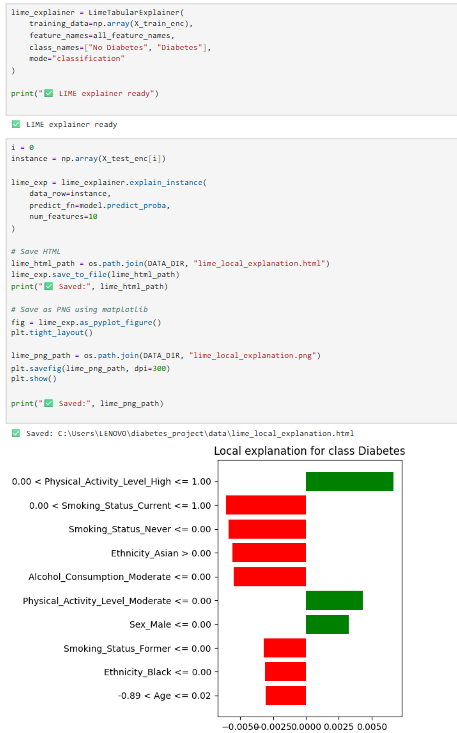 lime_explainer = LimeTabularExplainer(
    training_data=np.array(X_train_enc),
    feature_names=all_feature_names,
    class_names=["No Diabetes", "Diabetes"],
    mode="classification"
)
print("✅ LIME explainer ready")
✅ LIME explainer ready
i = 0
instance = np.array(X_test_enc[i])
lime_exp = lime_explainer.explain_instance(
    data_row=instance,
    predict_fn=model.predict_proba,
    num_features=10
)
# Save HTML
lime_html_path = os.path.join(DATA_DIR, "lime_local_explanation.html")
lime_exp.save_to_file(lime_html_path)
print("✅ Saved:", lime_html_path)
# Save as PNG using matplotlib
fig = lime_exp.as_pyplot_figure()
plt.tight_layout()
lime_png_path = os.path.join(DATA_DIR, "lime_local_explanation.png")
plt.savefig(lime_png_path, dpi=300)
plt.show()
print("✅ Saved:", lime_png_path)
✅ Saved: C:\Users\LENOVO\diabetes_project\data\lime_local_explanation.html
Local explanation for class Diabetes
0.00 < Physical_Activity_Level_High <= 1.00
0.00 < Smoking_Status_Current <= 1.00
Smoking_Status_Never <= 0.00
Ethnicity_Asian > 0.00
Alcohol_Consumption_Moderate <= 0.00
Physical_Activity_Level_Moderate <= 0.00
Sex_Male <= 0.00
Smoking_Status_Former <= 0.00
Ethnicity_Black <= 0.00
-0.89 < Age <= 0.02
−0.0050 −0.0025 0.0000 0.0025 0.0050